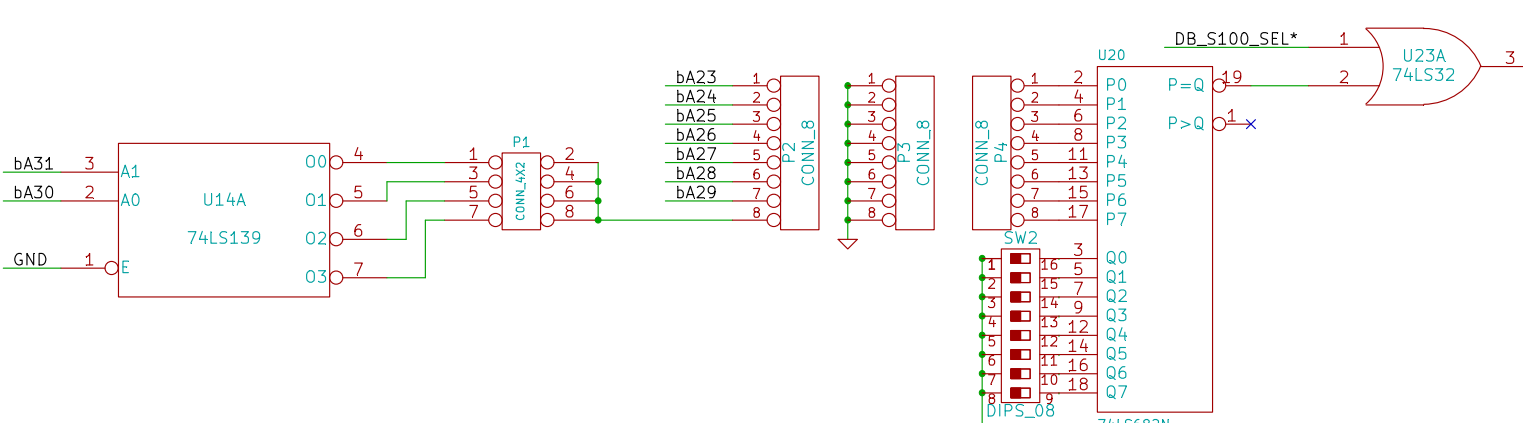 DB_S100_SEL*
1
2
3
U23A
74LS32
bA31
3
A1
bA30
2
A0
GND
1
E
U14A
74LS139
O0
4
O1
5
O2
6
O3
7
P1
CONN_4X2
1
2
3
4
5
6
7
8
bA23
1
bA24
2
bA25
3
bA26
4
bA27
5
bA28
6
bA29
7
8
P2
CONN_8
1
2
3
4
5
6
7
8
P3
CONN_8
P4
CONN_8
1
2
3
4
5
6
7
8
U20
2
P0
4
P1
6
P2
8
P3
11
P4
13
P5
15
P6
17
P7
P=Q
19
P>Q
1
SW2
1
16
3
Q0
2
15
5
Q1
3
14
7
Q2
4
13
9
Q3
5
12
12
Q4
6
11
14
Q5
7
10
16
Q6
8
9
18
Q7
DIPS_08